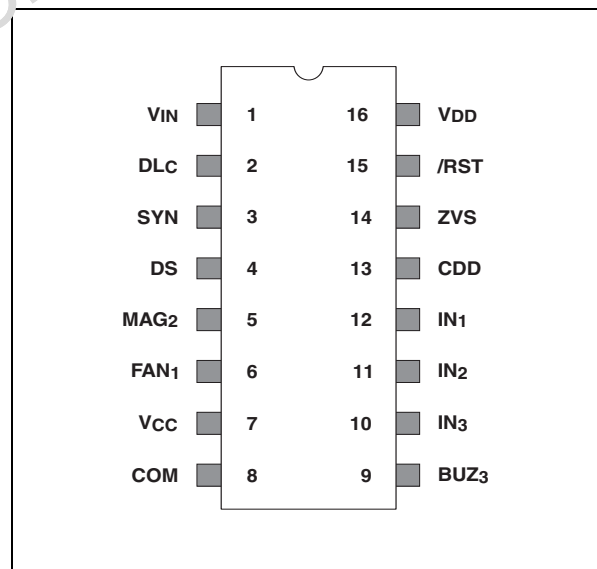 VIN 1 16 VDD
DLC 2 15 /RST
SYN 3 14 ZVS
DS 4 13 CDD
MAG2 5 12 IN1
FAN1 6 11 IN2
VCC 7 10 IN3
COM 8 9 BUZ3